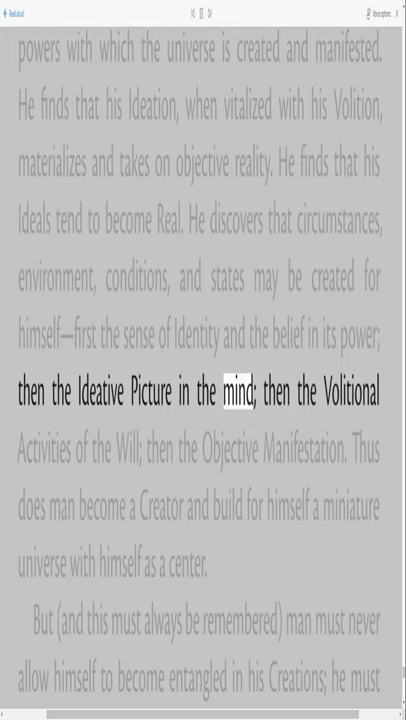 Read aloud Voice options
powers with which the universe is created and manifested.
He finds that his Ideation, when vitalized with his Volition,
materializes and takes on objective reality. He finds that his
Ideals tend to become Real. He discovers that circumstances,
environment, conditions, and states may be created for
himself—first the sense of Identity and the belief in its power;
then the Ideative Picture in the mind; then the Volitional
Activities of the Will; then the Objective Manifestation. Thus
does man become a Creator and build for himself a miniature
universe with himself as a center.
But (and this must always be remembered) man must never
allow himself to become entangled in his Creations; he must